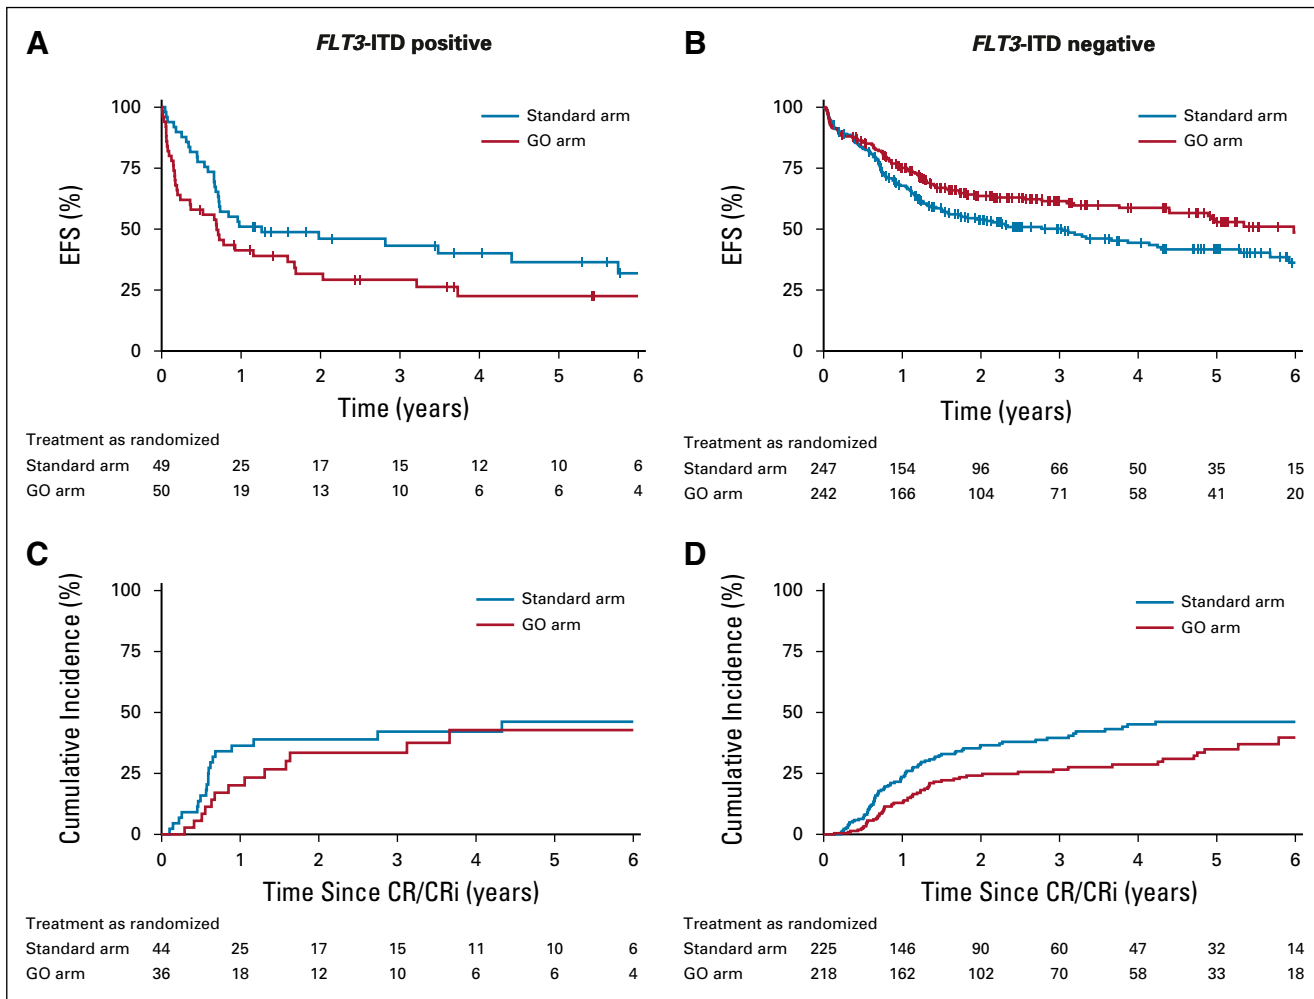 A
FLT3-ITD positive
EFS (%)
100
75
50
25
0
Standard arm
GO arm
0 1 2 3 4 5 6
Time (years)
Treatment as randomized
Standard arm 49 25 17 15 12 10 6
GO arm 50 19 13 10 6 6 4
B
FLT3-ITD negative
EFS (%)
100
75
50
25
0
Standard arm
GO arm
0 1 2 3 4 5 6
Time (years)
Treatment as randomized
Standard arm 247 154 96 66 50 35 15
GO arm 242 166 104 71 58 41 20
C
Cumulative Incidence (%)
100
75
50
25
0
Standard arm
GO arm
0 1 2 3 4 5 6
Time Since CR/CRi (years)
Treatment as randomized
Standard arm 44 25 17 15 11 10 6
GO arm 36 18 12 10 6 6 4
D
Cumulative Incidence (%)
100
75
50
25
0
Standard arm
GO arm
0 1 2 3 4 5 6
Time Since CR/CRi (years)
Treatment as randomized
Standard arm 225 146 90 60 47 32 14
GO arm 218 162 102 70 58 33 18